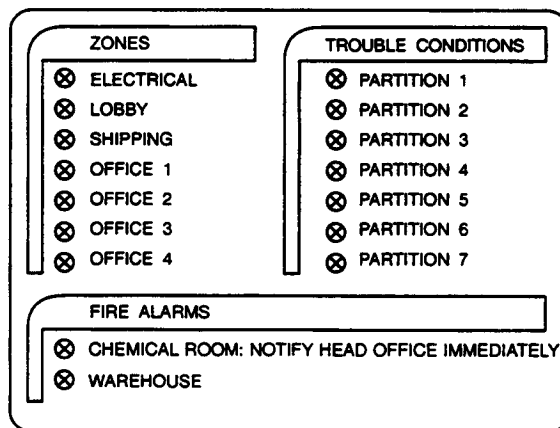 ZONES
ELECTRICAL
LOBBY
SHIPPING
OFFICE 1
OFFICE 2
OFFICE 3
OFFICE 4
TROUBLE CONDITIONS
PARTITION 1
PARTITION 2
PARTITION 3
PARTITION 4
PARTITION 5
PARTITION 6
PARTITION 7
FIRE ALARMS
CHEMICAL ROOM: NOTIFY HEAD OFFICE IMMEDIATELY
WAREHOUSE